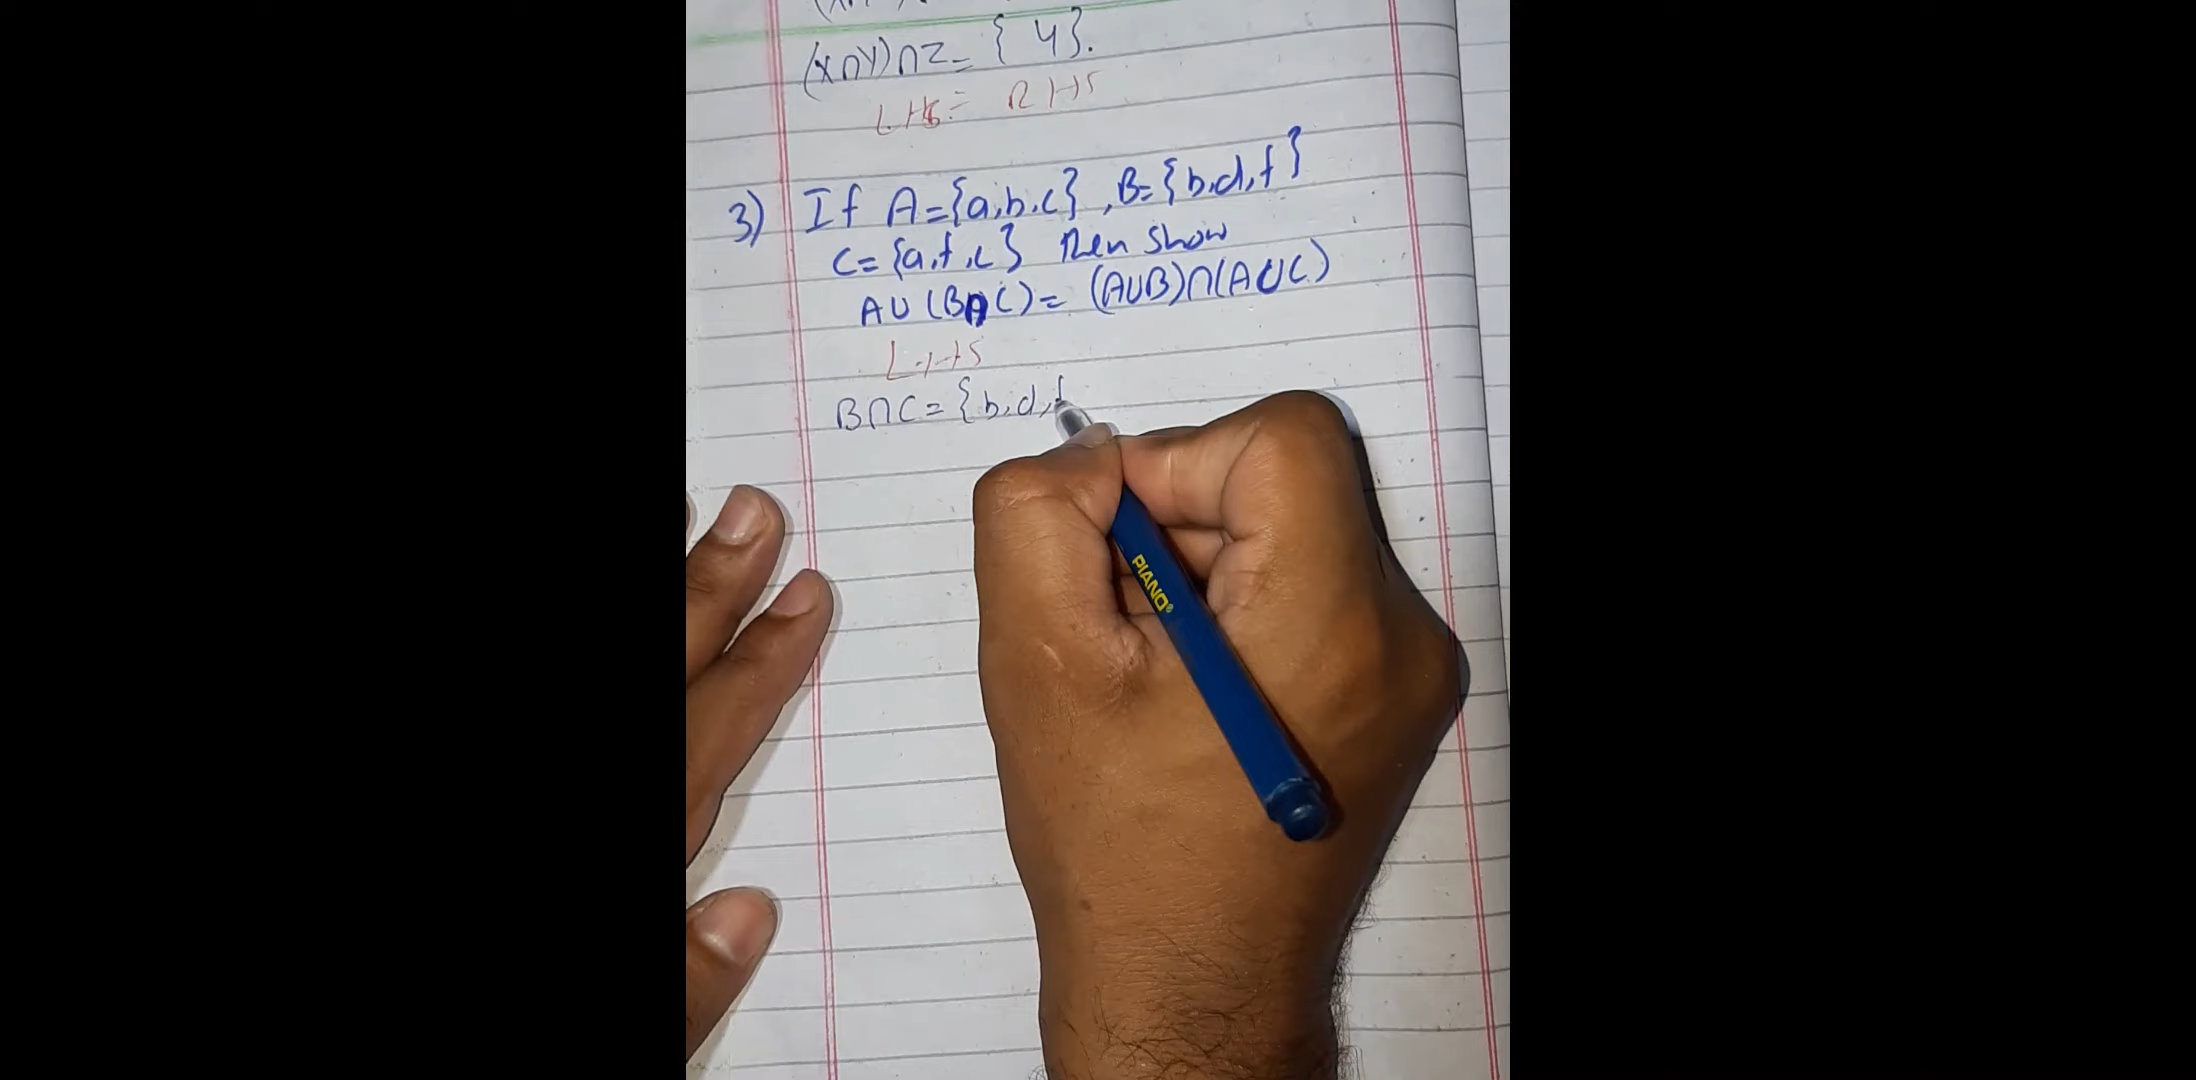 (X∩Y)∩Z= { 4}.
LHS= RHS
3) If A={a,b,c} ,B={b,d,f}
C={a,f,c} then show
A∪(B∩C)= (A∪B)∩(A∪C)
LHS
B∩C={b,d,f
PIANO®